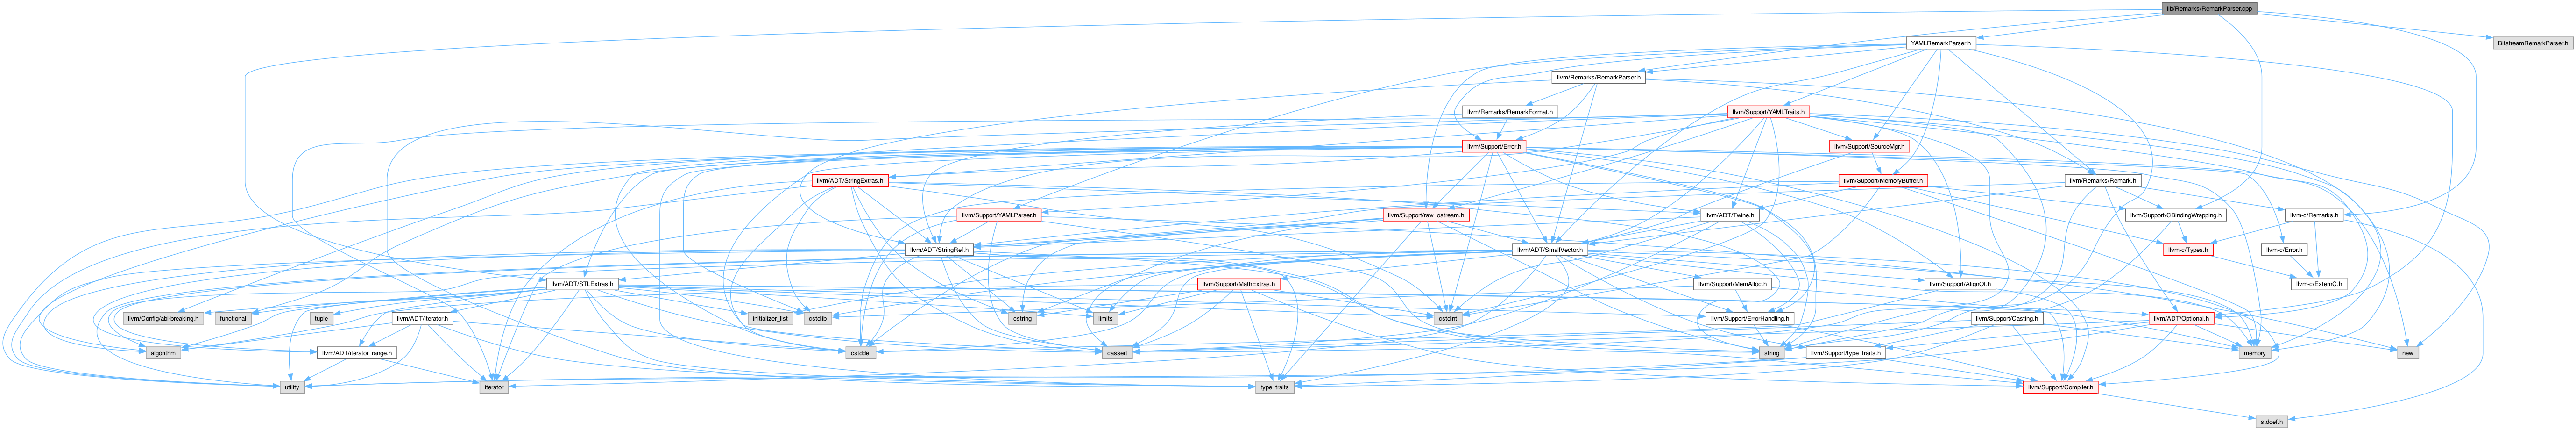 lib/Remarks/RemarkParser.cpp
YAMLRemarkParser.h
BitstreamRemarkParser.h
llvm/Remarks/RemarkParser.h
llvm/Remarks/RemarkFormat.h
llvm/Support/YAMLTraits.h
llvm/Support/Error.h
llvm/Support/SourceMgr.h
llvm/ADT/StringExtras.h
llvm/Support/MemoryBuffer.h
llvm/Remarks/Remark.h
llvm/Support/YAMLParser.h
llvm/Support/raw_ostream.h
llvm/ADT/Twine.h
llvm/Support/CBindingWrapping.h
llvm-c/Remarks.h
llvm/ADT/StringRef.h
llvm/ADT/SmallVector.h
llvm-c/Types.h
llvm-c/Error.h
llvm/ADT/STLExtras.h
llvm/Support/MathExtras.h
llvm/Support/MemAlloc.h
llvm/Support/AlignOf.h
llvm-c/ExternC.h
llvm/Config/abi-breaking.h
functional
tuple
llvm/ADT/iterator.h
initializer_list
cstdlib
cstring
limits
cstdint
llvm/Support/ErrorHandling.h
llvm/Support/Casting.h
llvm/ADT/Optional.h
algorithm
llvm/ADT/iterator_range.h
cstddef
cassert
string
llvm/Support/type_traits.h
memory
new
utility
iterator
type_traits
llvm/Support/Compiler.h
stddef.h